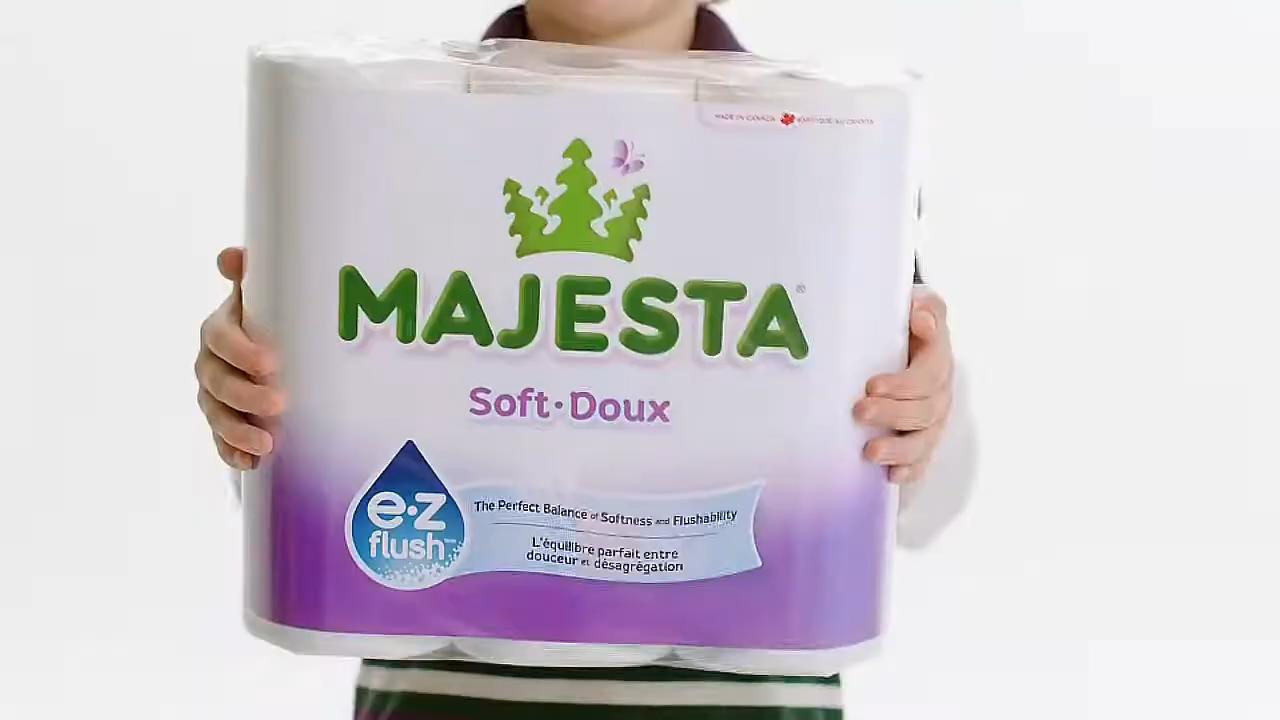 MADE IN CANADA FABRIQUÉ AU CANADA
MAJESTA®
Soft·Doux
e·z
flush™
The Perfect Balance of Softness and Flushability
L'équilibre parfait entre
douceur et désagrégation